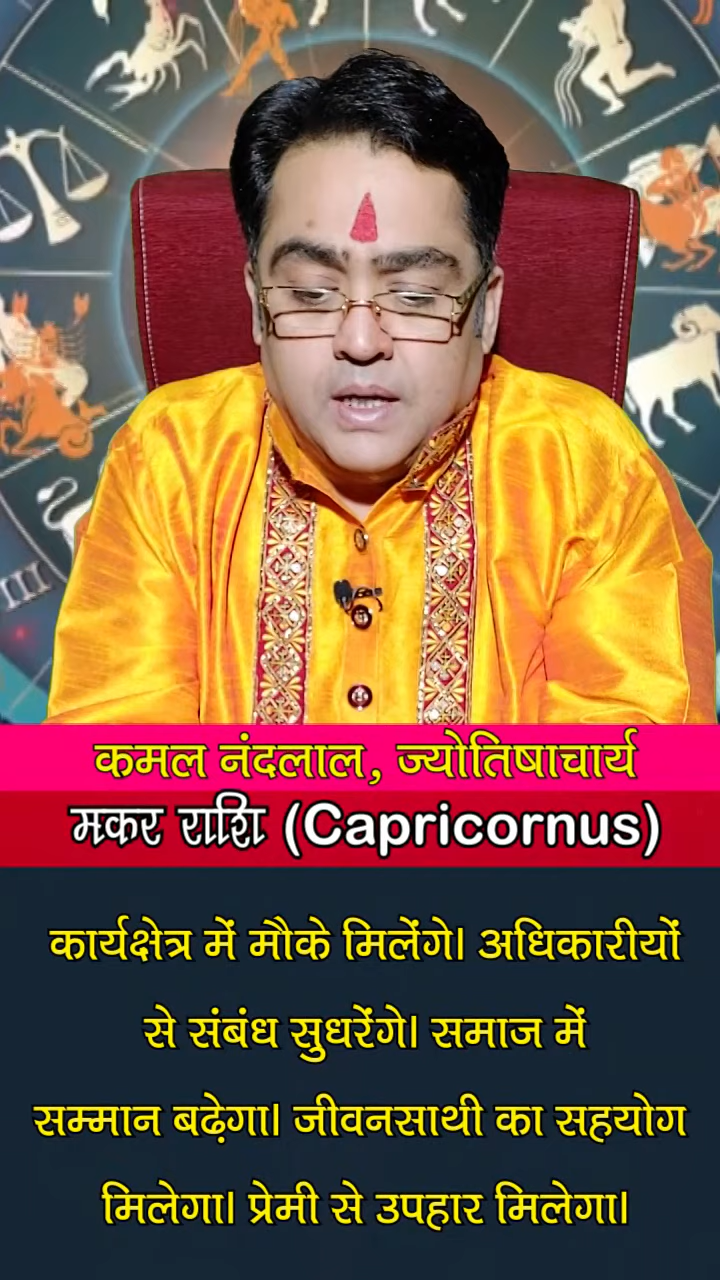 कमल नंदलाल, ज्योतिषाचार्य
मकर राशि (Capricornus)
कार्यक्षेत्र में मौके मिलेंगे। अधिकारीयों
से संबंध सुधरेंगे। समाज में
सम्मान बढ़ेगा। जीवनसाथी का सहयोग
मिलेगा। प्रेमी से उपहार मिलेगा।